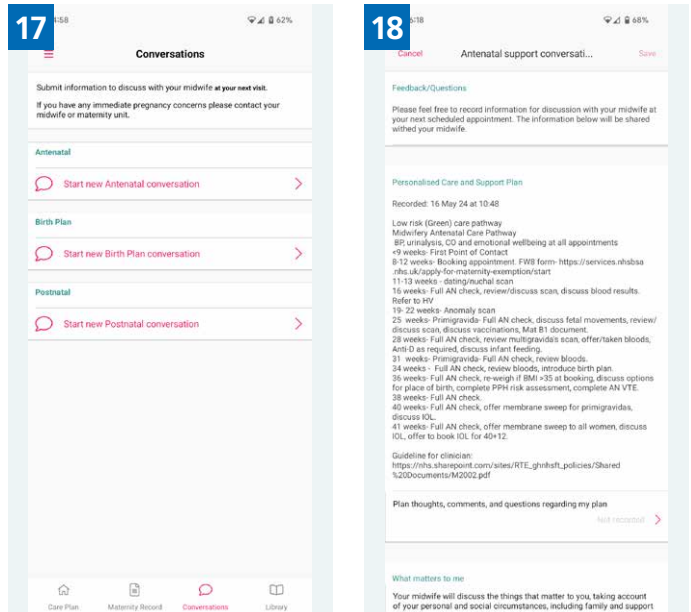 17
:58
62%
Conversations
Submit information to discuss with your midwife at your next visit.
If you have any immediate pregnancy concerns please contact your
midwife or maternity unit.
Antenatal
Start new Antenatal conversation
Birth Plan
Start new Birth Plan conversation
Postnatal
Start new Postnatal conversation
Care Plan
Maternity Record
Conversations
Library
18
:18
68%
Cancel
Antenatal support conversati...
Save
Feedback/Questions
Please feel free to record information for discussion with your midwife at
your next scheduled appointment. The information below will be shared
withed your midwife.
Personalised Care and Support Plan
Recorded: 16 May 24 at 10:48
Low risk (Green) care pathway
Midwifery Antenatal Care Pathway
BP, urinalysis, CO and emotional wellbeing at all appointments
<9 weeks- First Point of Contact
8-12 weeks- Booking appointment. FW8 form- https://services.nhsbsa
.nhs.uk/apply-for-maternity-exemption/start
11-13 weeks - dating/nuchal scan
16 weeks- Full AN check, review/discuss scan, discuss blood results.
Refer to HV
19- 22 weeks- Anomaly scan
25 weeks- Primigravida- Full AN check, discuss fetal movements, review/
discuss scan, discuss vaccinations, Mat B1 document.
28 weeks- Full AN check, review multigravida's scan, offer/taken bloods,
Anti-D as required, discuss infant feeding.
31 weeks- Primigravida- Full AN check, review bloods.
34 weeks - Full AN check, review bloods, introduce birth plan.
36 weeks- Full AN check, re-weigh if BMI >35 at booking, discuss options
for place of birth, complete PPH risk assessment, complete AN VTE.
38 weeks- Full AN check.
40 weeks- Full AN check, offer membrane sweep for primigravidas,
discuss IOL.
41 weeks- Full AN check, offer membrane sweep to all women, discuss
IOL, offer to book IOL for 40+12.
Guideline for clinician:
https://nhs.sharepoint.com/sites/RTE_ghnhsft_policies/Shared
%20Documents/M2002.pdf
Plan thoughts, comments, and questions regarding my plan
Not recorded
What matters to me
Your midwife will discuss the things that matter to you, taking account
of your personal and social circumstances, including family and support